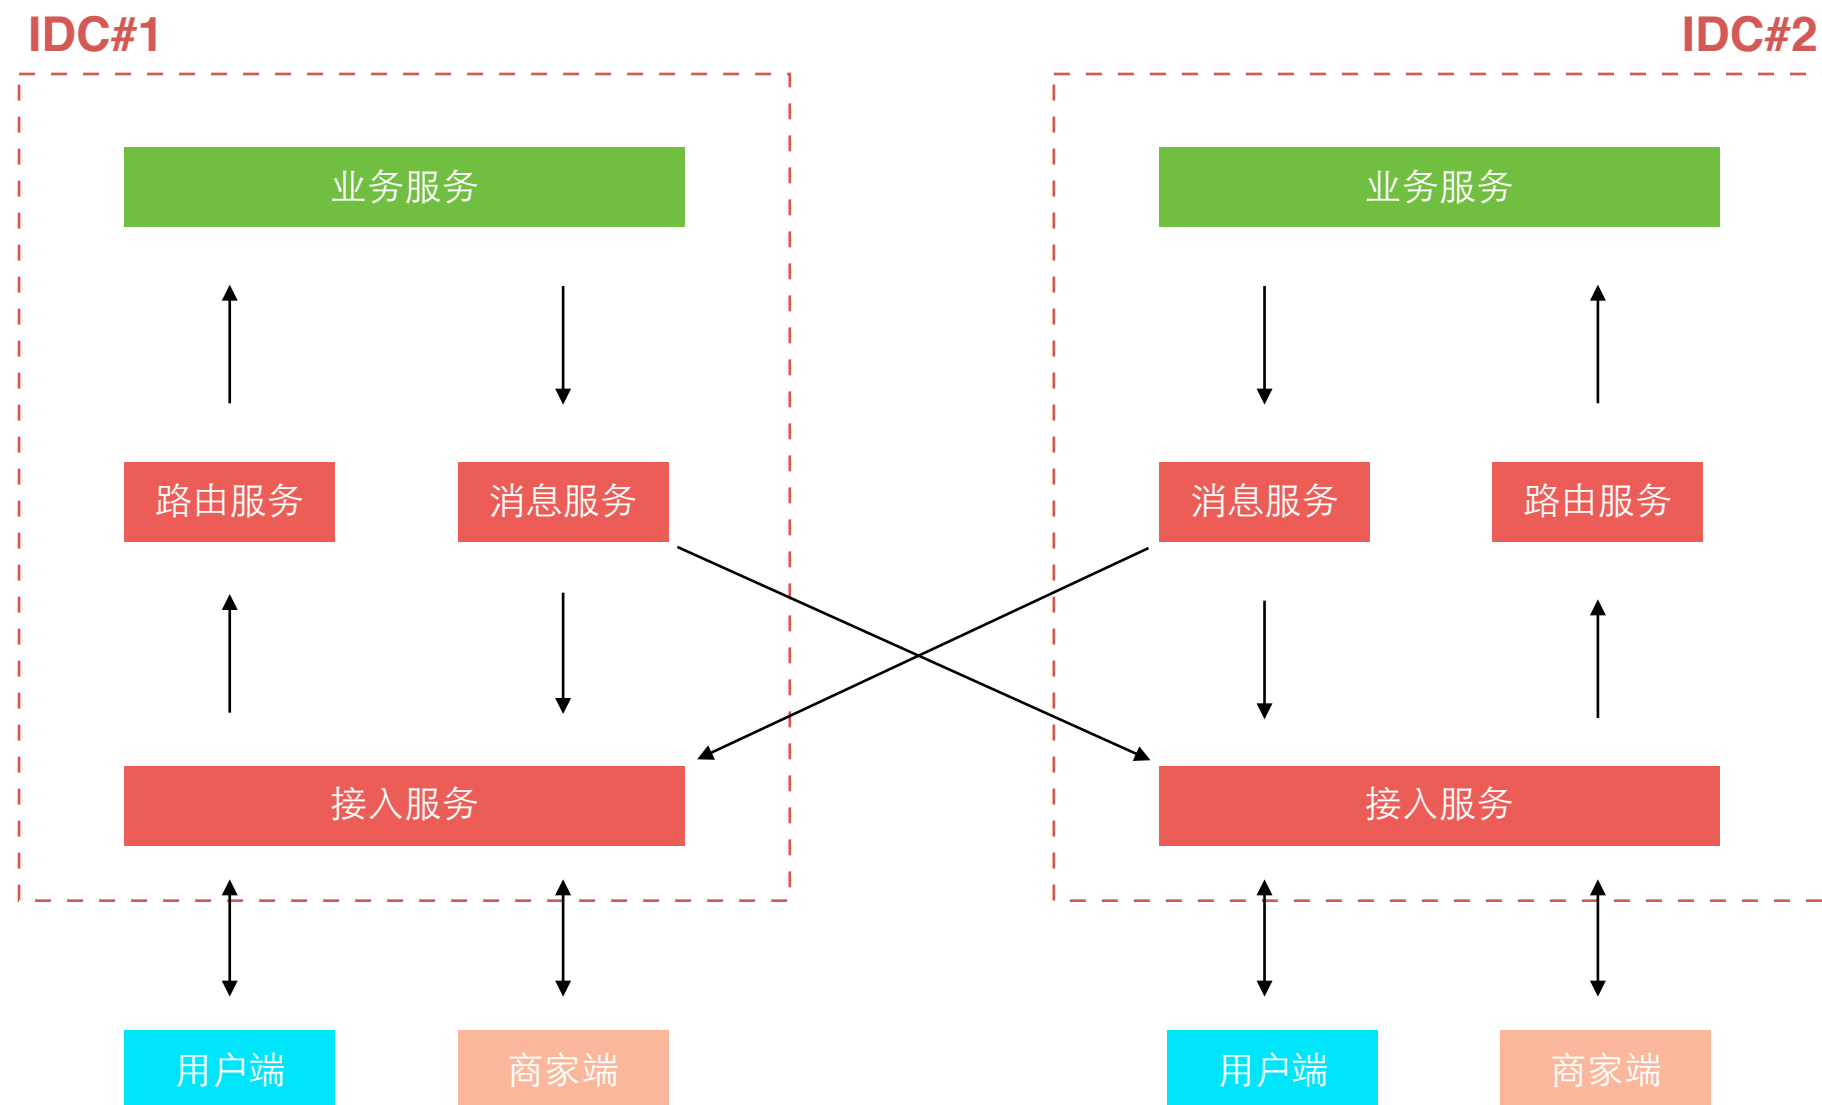 IDC#1
IDC#2
业务服务
业务服务
路由服务
消息服务
消息服务
路由服务
接入服务
接入服务
用户端
商家端
用户端
商家端